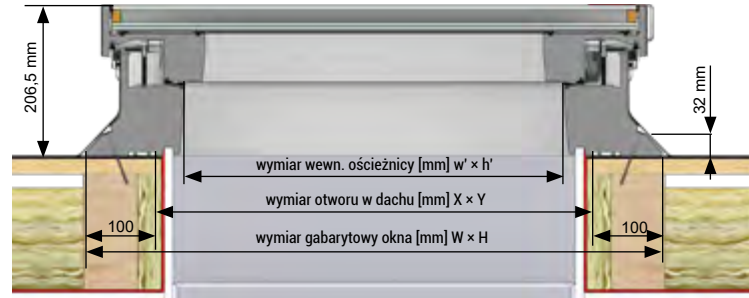 206,5 mm
32 mm
wymiar wewn. ościeżnicy [mm] w' × h'
wymiar otworu w dachu [mm] X × Y
100
wymiar gabarytowy okna [mm] W × H
100